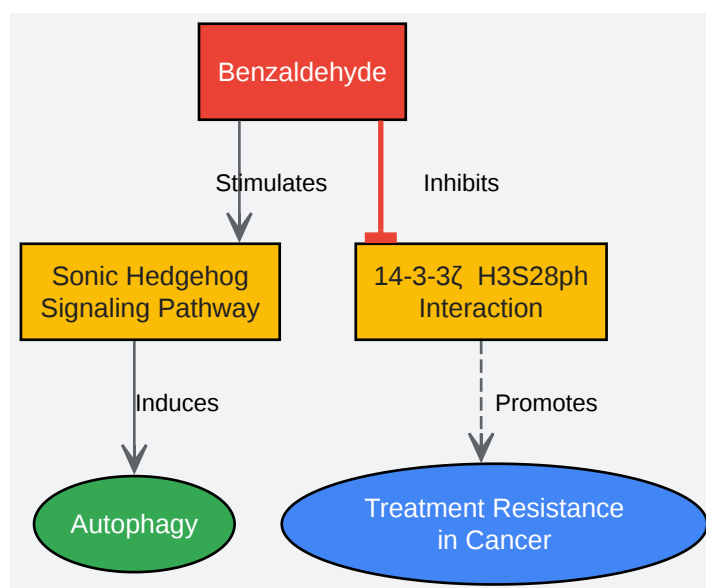 Benzaldehyde
Stimulates
Inhibits
Sonic Hedgehog
Signaling Pathway
14-3-3ζ H3S28ph
Interaction
Induces
Promotes
Autophagy
Treatment Resistance
in Cancer